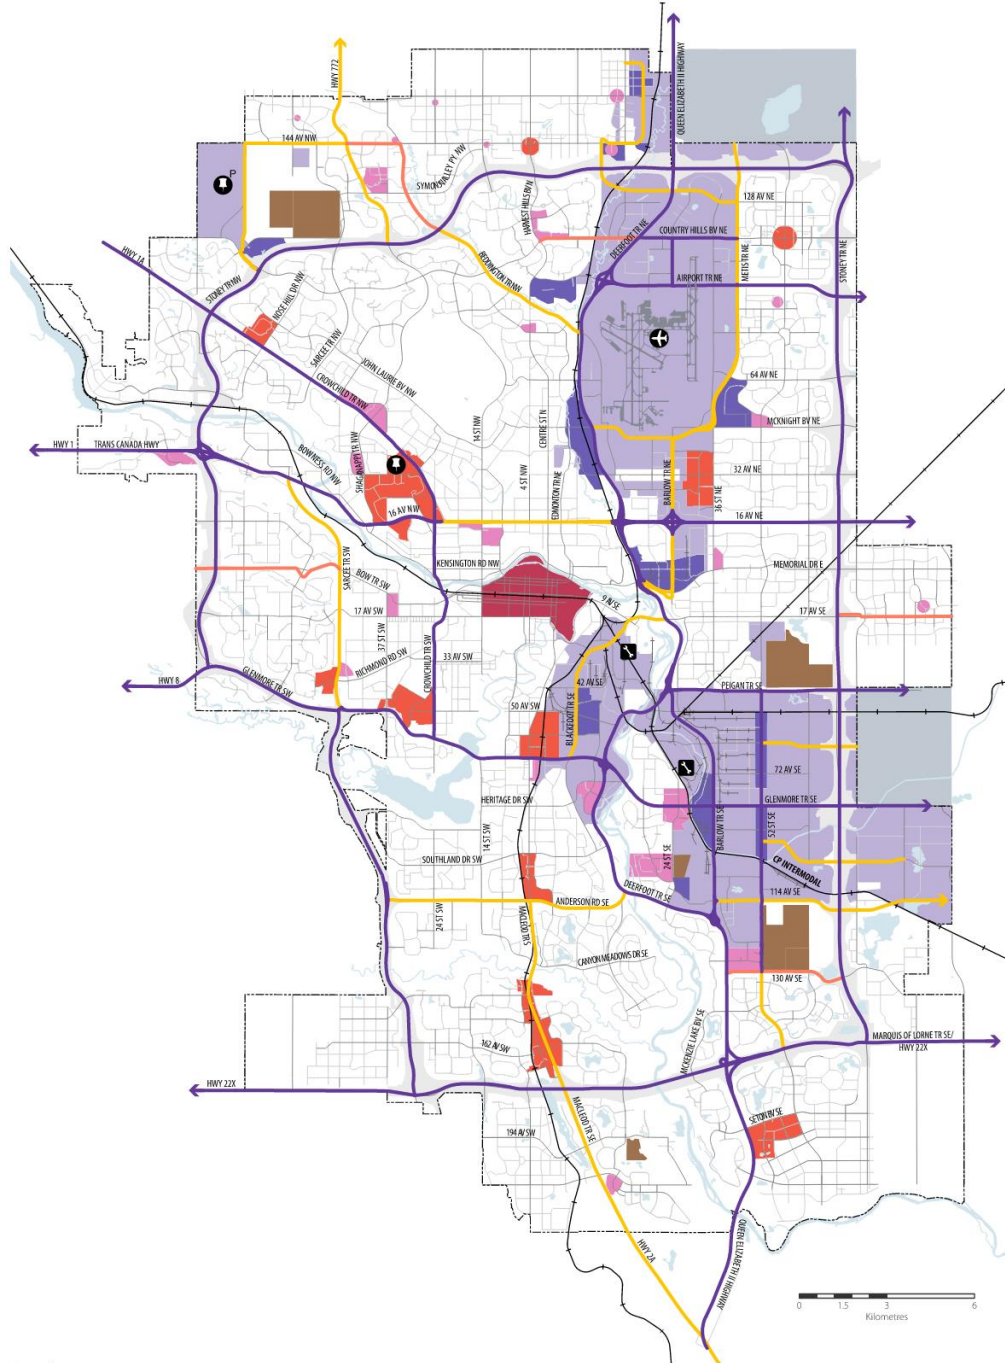 QUEEN ELIZABETH II HIGHWAY
HWY 772
144 AV NW
SYMONS VALLEY PY NW
P
128 AV NE
HARVEST HILLS BV N
DEERFOOT TR NE
COUNTRY HILLS BV NE
METIS TR NE
STONEY TR NE
HWY 1A
BEDDINGTON TR NW
AIRPORT TR NE
STONEY TR NW
NOSE HILL DR NW
SARCEE TR NW
JOHN LAURIE BV NW
CROWCHILD TR NW
64 AV NE
MCKNIGHT BV NE
14 ST NW
CENTRE ST N
HWY 1
TRANS CANADA HWY
BOWNESS RD NW
SHAGANAPPI TR NW
4 ST NW
EDMONTON TR NE
BARLOW TR NE
32 AV NE
36 ST NE
16 AV NW
16 AV NE
KENSINGTON RD NW
MEMORIAL DR E
SARCEE TR SW
BOW TR SW
17 AV SW
9 AV SE
17 AV SE
37 ST SW
RICHMOND RD SW
CROWCHILD TR SW
33 AV SW
HWY 8
GLENMORE TR SW
42 AV SE
PEIGAN TR SE
50 AV SW
BLACKFOOT TR SE
72 AV SE
HERITAGE DR SW
GLENMORE TR SE
14 ST SW
BARLOW TR SE
52 ST SE
24 ST SE
SOUTHLAND DR SW
CP INTERMODAL
DEERFOOT TR SE
114 AV SE
ANDERSON RD SE
24 ST SW
MACLEOD TR S
CANYON MEADOWS DR SE
130 AV SE
MCKENZIE LAKE BV SE
162 AV SW
MARQUIS OF LORNE TR SE/
HWY 22X
HWY 22X
MACLEOD TR SE
SETON BV SE
194 AV SW
QUEEN ELIZABETH II HIGHWAY
HWY 2A
0 1.5 3 6
Kilometres